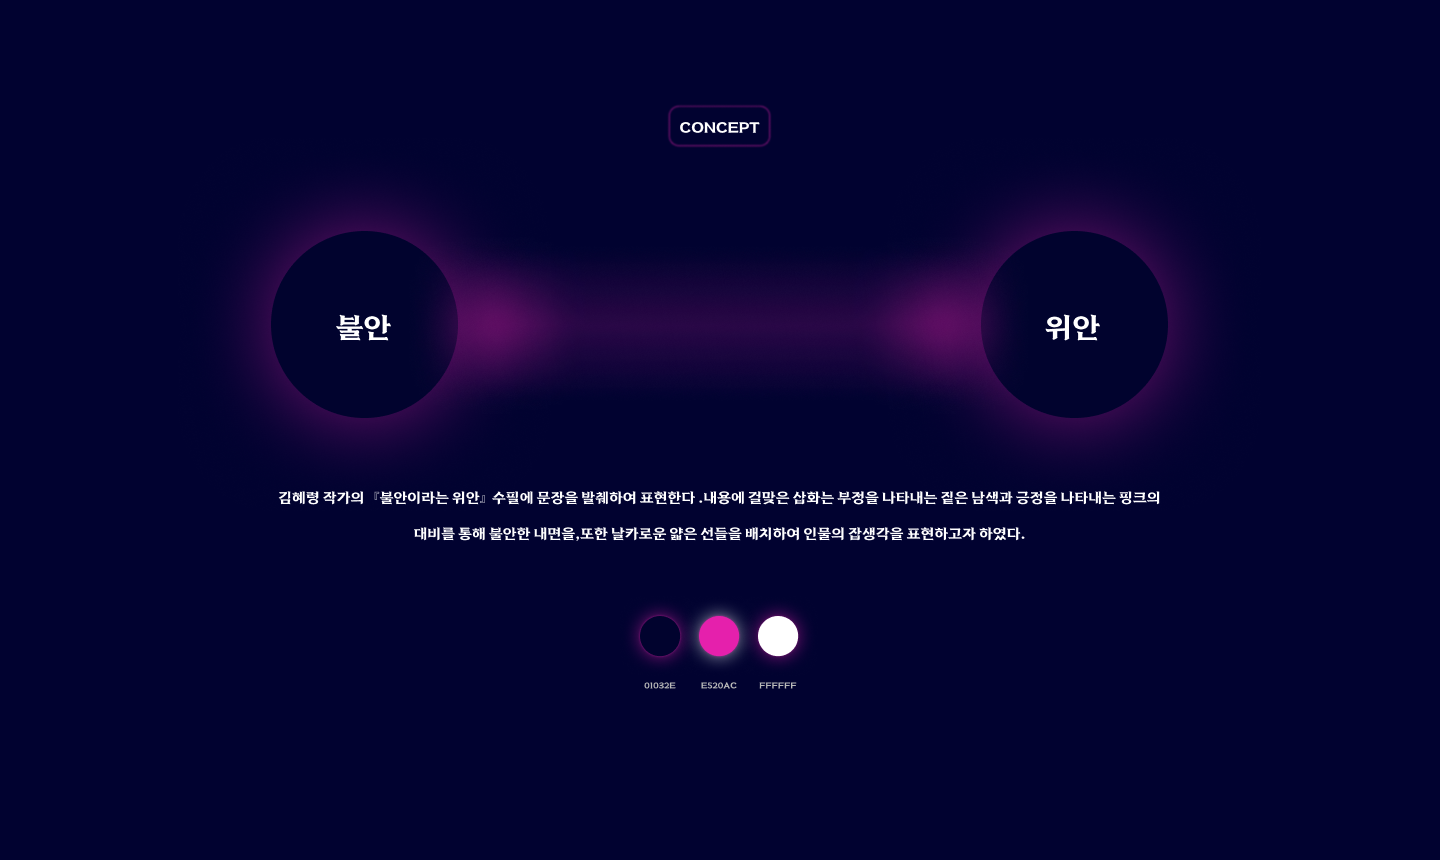 CONCEPT
불안
위안
김혜령 작가의 『불안이라는 위안』 수필에 문장을 발췌하여 표현한다 .내용에 걸맞은 삽화는 부정을 나타내는 짙은 남색과 긍정을 나타내는 핑크의
대비를 통해 불안한 내면을,또한 날카로운 얇은 선들을 배치하여 인물의 잡생각을 표현하고자 하였다.
01032E
E520AC
FFFFFF